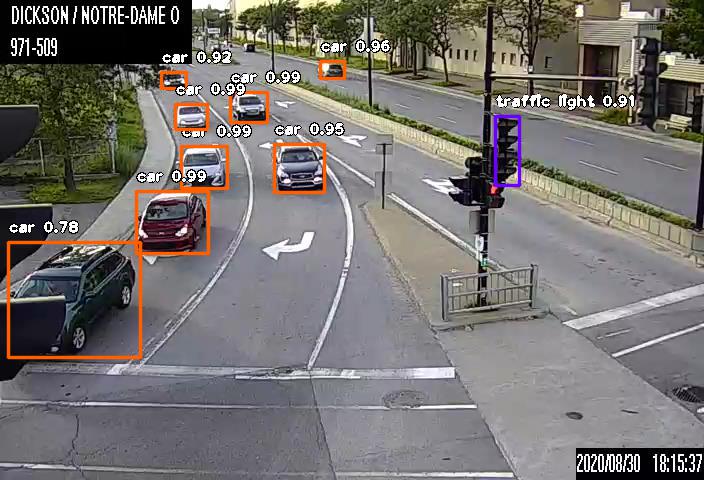 DICKSON / NOTRE-DAME O
971-509
car 0.92
car 0.96
car 0.99
car 0.99
traffic light 0.91
car 0.99
car 0.95
car 0.99
car 0.78
2020/08/30 18:15:37